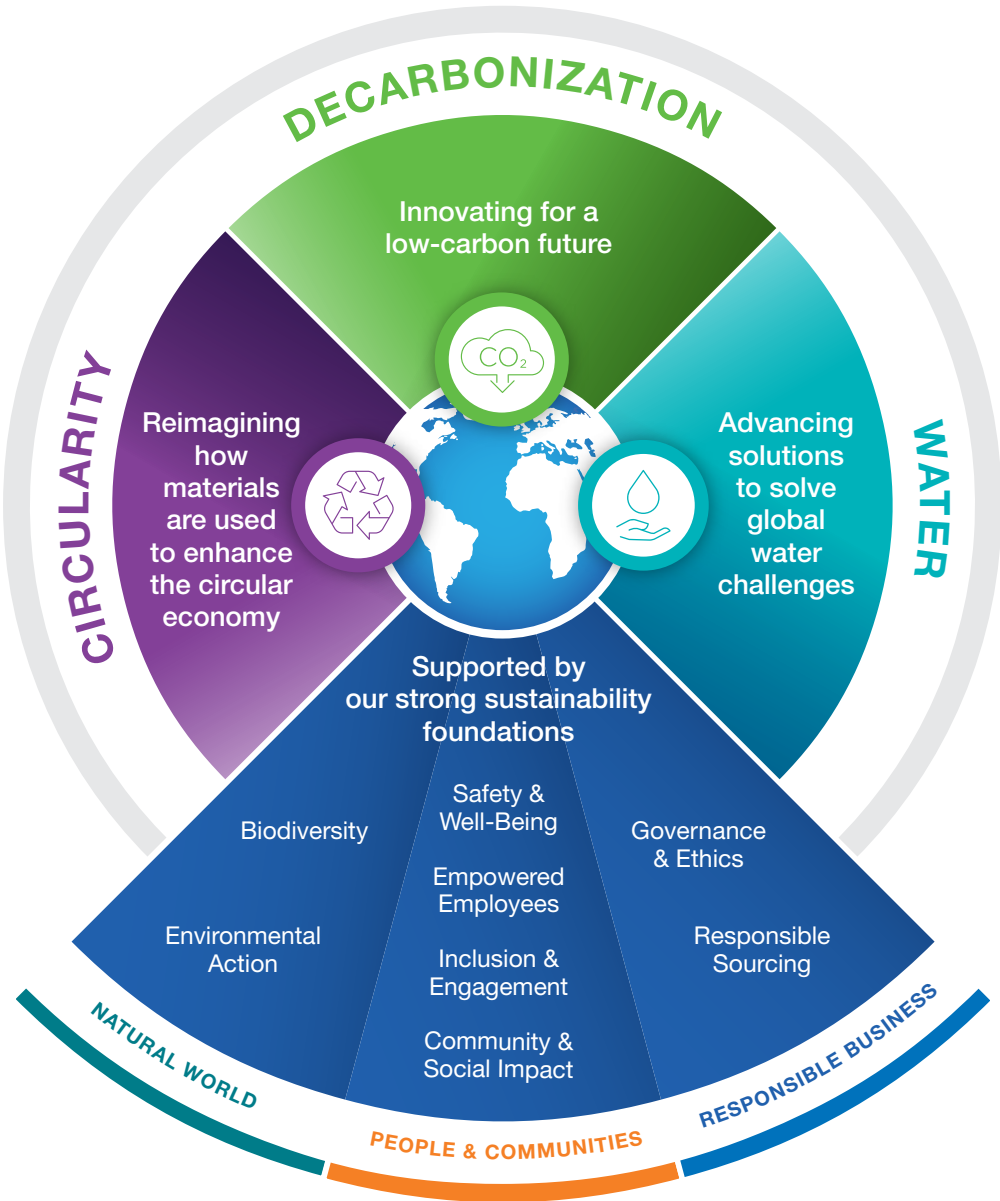 DECARBONIZATION
Innovating for a
low-carbon future
CO2
CIRCULARITY
Reimagining
how
materials
are used
to enhance
the circular
economy
WATER
Advancing
solutions
to solve
global
water
challenges
Supported by
our strong sustainability
foundations
Biodiversity
Environmental
Action
NATURAL WORLD
Safety &
Well-Being
Empowered
Employees
Inclusion &
Engagement
Community &
Social Impact
PEOPLE & COMMUNITIES
Governance
& Ethics
Responsible
Sourcing
RESPONSIBLE BUSINESS